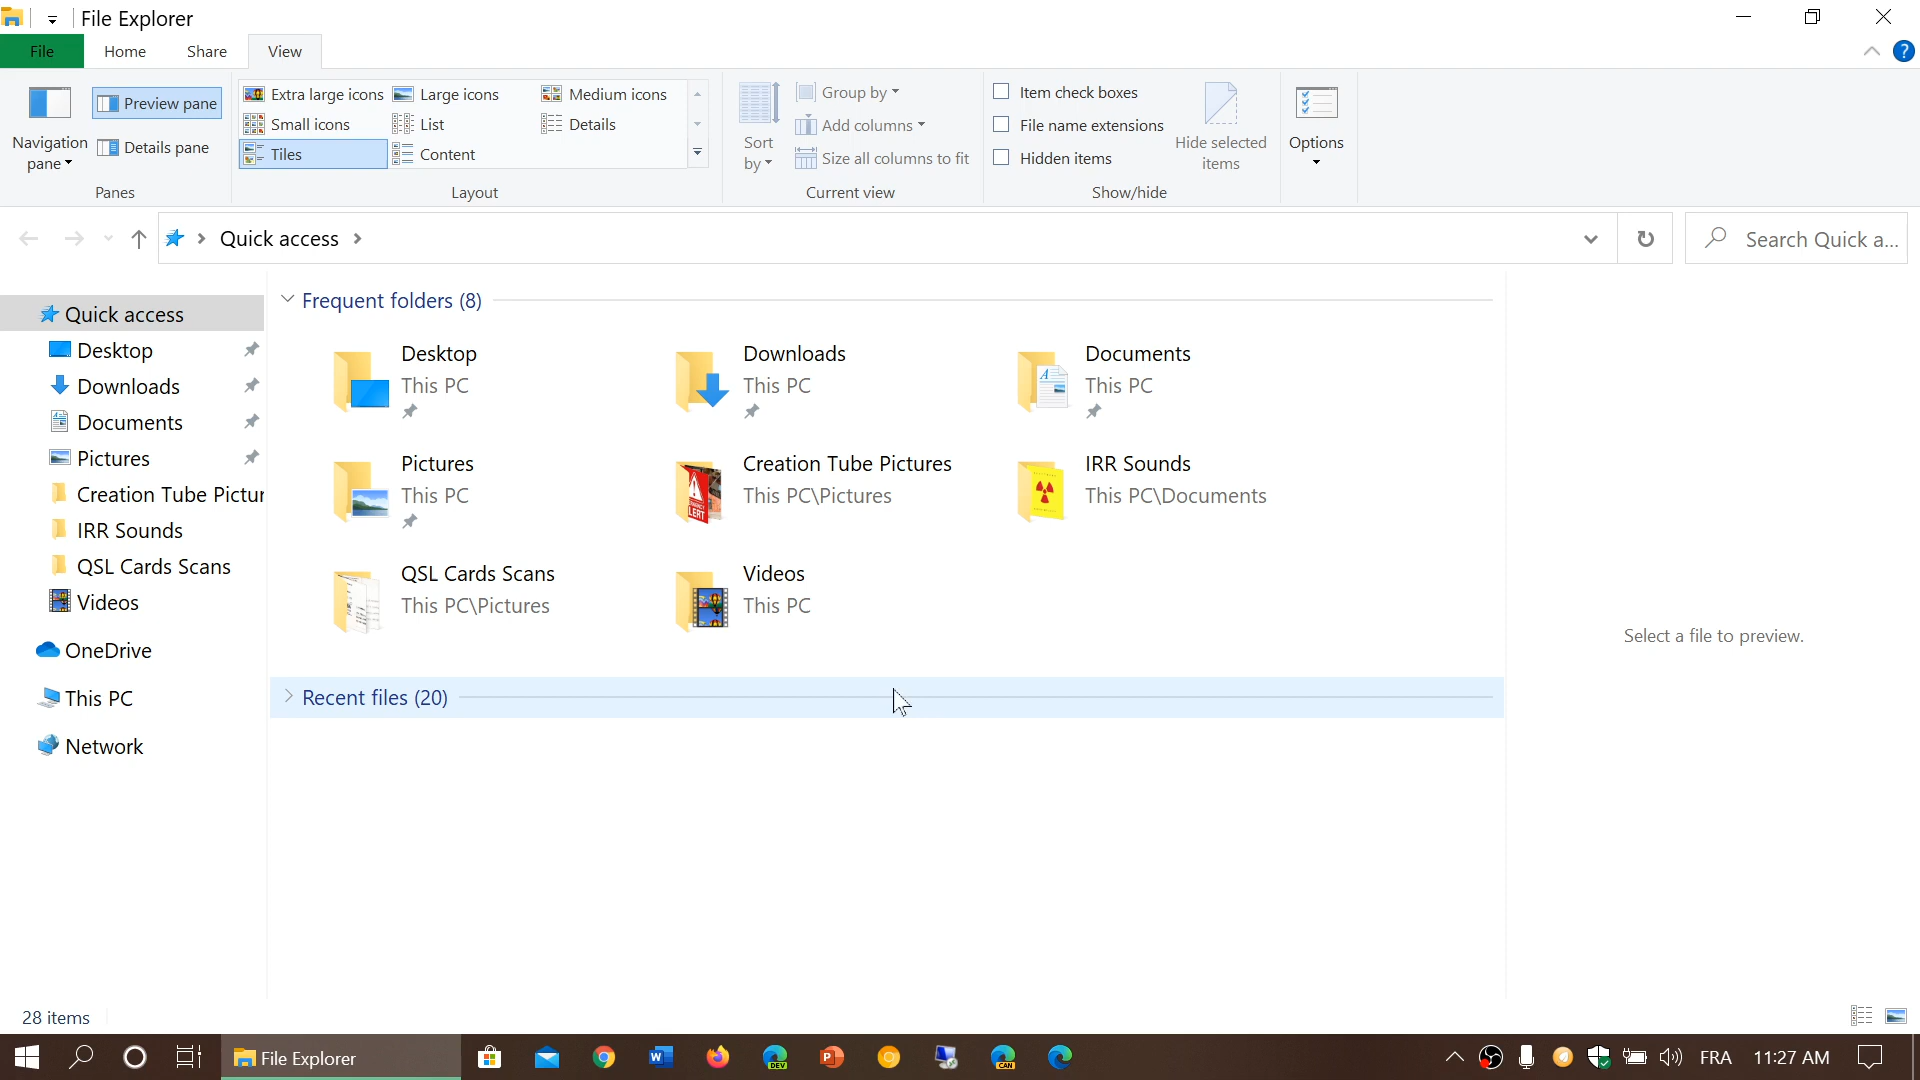 File Explorer
File Home Share View
Navigation pane
Preview pane
Details pane
Panes
Extra large icons Large icons Medium icons
Small icons List Details
Tiles Content
Layout
Sort by
Group by
Add columns
Size all columns to fit
Current view
Item check boxes
File name extensions
Hidden items
Hide selected items
Show/hide
Options
Quick access
Search Quick a...
Quick access
Desktop
Downloads
Documents
Pictures
Creation Tube Pictur
IRR Sounds
QSL Cards Scans
Videos
OneDrive
This PC
Network
Frequent folders (8)
Desktop
This PC
Downloads
This PC
Documents
This PC
Pictures
This PC
Creation Tube Pictures
This PC\Pictures
IRR Sounds
This PC\Documents
QSL Cards Scans
This PC\Pictures
Videos
This PC
Recent files (20)
Select a file to preview.
28 items
File Explorer
DEV
CAN
FRA 11:27 AM